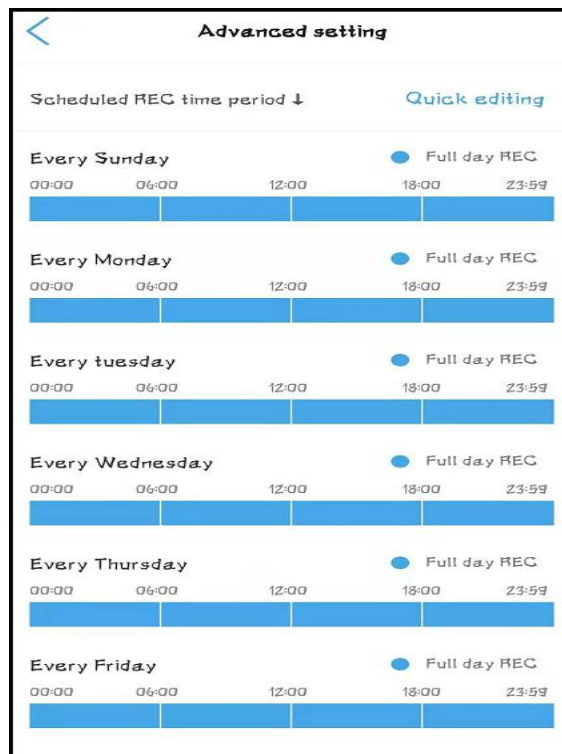 Advanced setting
Scheduled REC time period ↓ Quick editing
Every Sunday Full day REC
00:00 06:00 12:00 18:00 23:59
Every Monday Full day REC
00:00 06:00 12:00 18:00 23:59
Every tuesday Full day REC
00:00 06:00 12:00 18:00 23:59
Every Wednesday Full day REC
00:00 06:00 12:00 18:00 23:59
Every Thursday Full day REC
00:00 06:00 12:00 18:00 23:59
Every Friday Full day REC
00:00 06:00 12:00 18:00 23:59